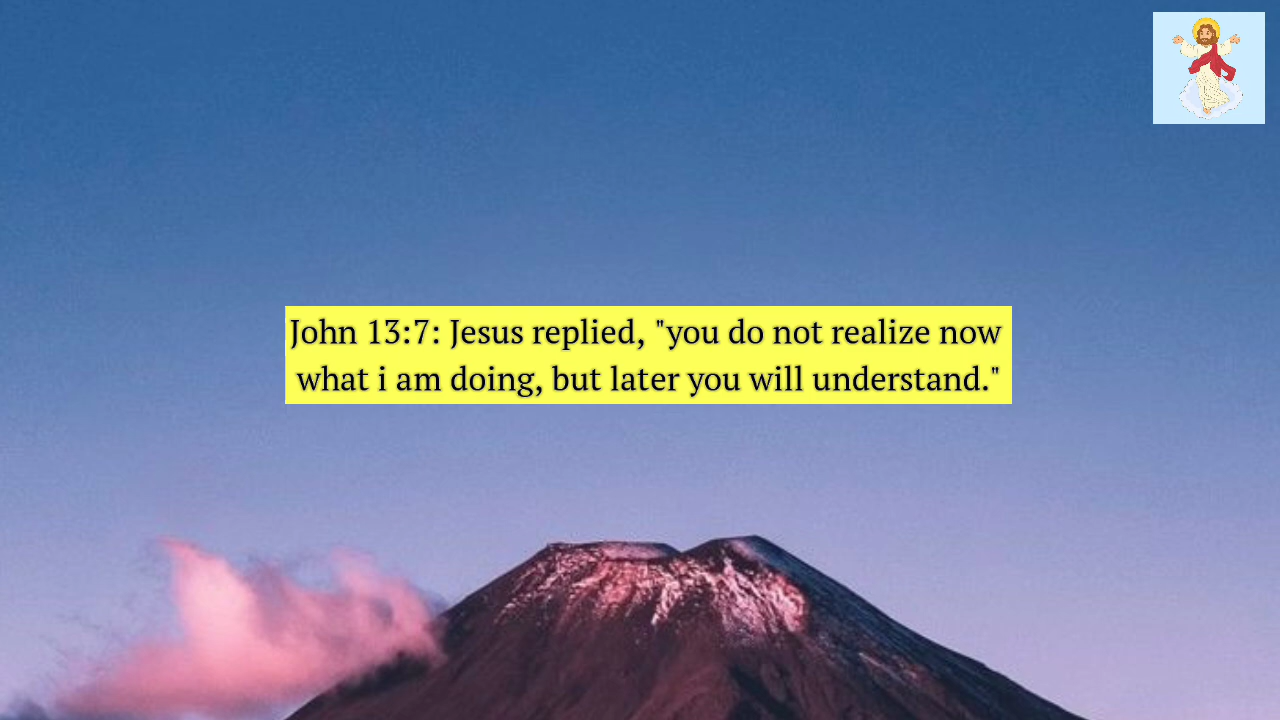 John 13:7: Jesus replied, "you do not realize now
what i am doing, but later you will understand."